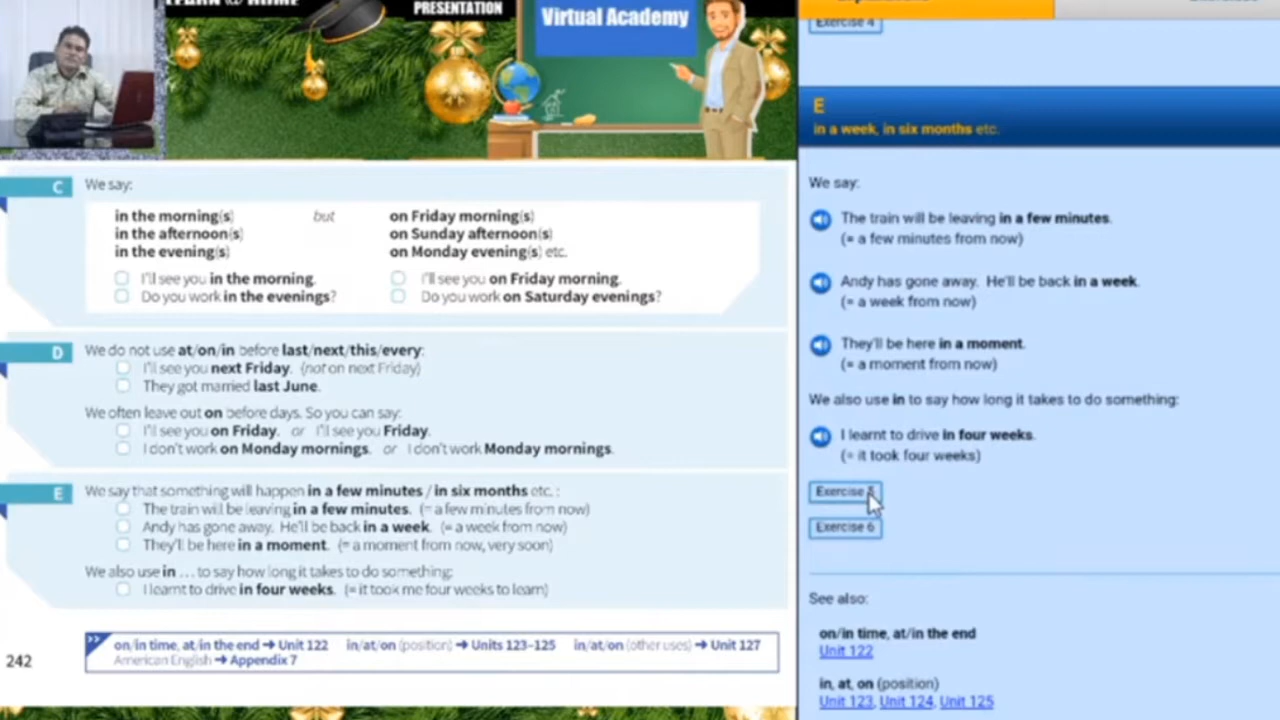 LEARN @ HOME
PRESENTATION
Virtual Academy
C We say:
in the morning(s) but on Friday morning(s)
in the afternoon(s) on Sunday afternoon(s)
in the evening(s) on Monday evening(s) etc.
I'll see you in the morning. I'll see you on Friday morning.
Do you work in the evenings? Do you work on Saturday evenings?
D We do not use at/on/in before last/next/this/every:
I'll see you next Friday. (not on next Friday)
They got married last June.
We often leave out on before days. So you can say:
I'll see you on Friday. or I'll see you Friday.
I don't work on Monday mornings. or I don't work Monday mornings.
E We say that something will happen in a few minutes / in six months etc. :
The train will be leaving in a few minutes. (= a few minutes from now)
Andy has gone away. He'll be back in a week. (= a week from now)
They'll be here in a moment. (= a moment from now, very soon)
We also use in ... to say how long it takes to do something:
I learnt to drive in four weeks. (= it took me four weeks to learn)
>> on/in time, at/in the end ➜ Unit 122 in/at/on (position) ➜ Units 123–125 in/at/on (other uses) ➜ Unit 127
American English ➜ Appendix 7
242
Exercise 4
E
in a week, in six months etc.
We say:
The train will be leaving in a few minutes.
(= a few minutes from now)
Andy has gone away. He'll be back in a week.
(= a week from now)
They'll be here in a moment.
(= a moment from now)
We also use in to say how long it takes to do something:
I learnt to drive in four weeks.
(= it took four weeks)
Exercise 5
Exercise 6
See also:
on/in time, at/in the end
Unit 122
in, at, on (position)
Unit 123, Unit 124, Unit 125